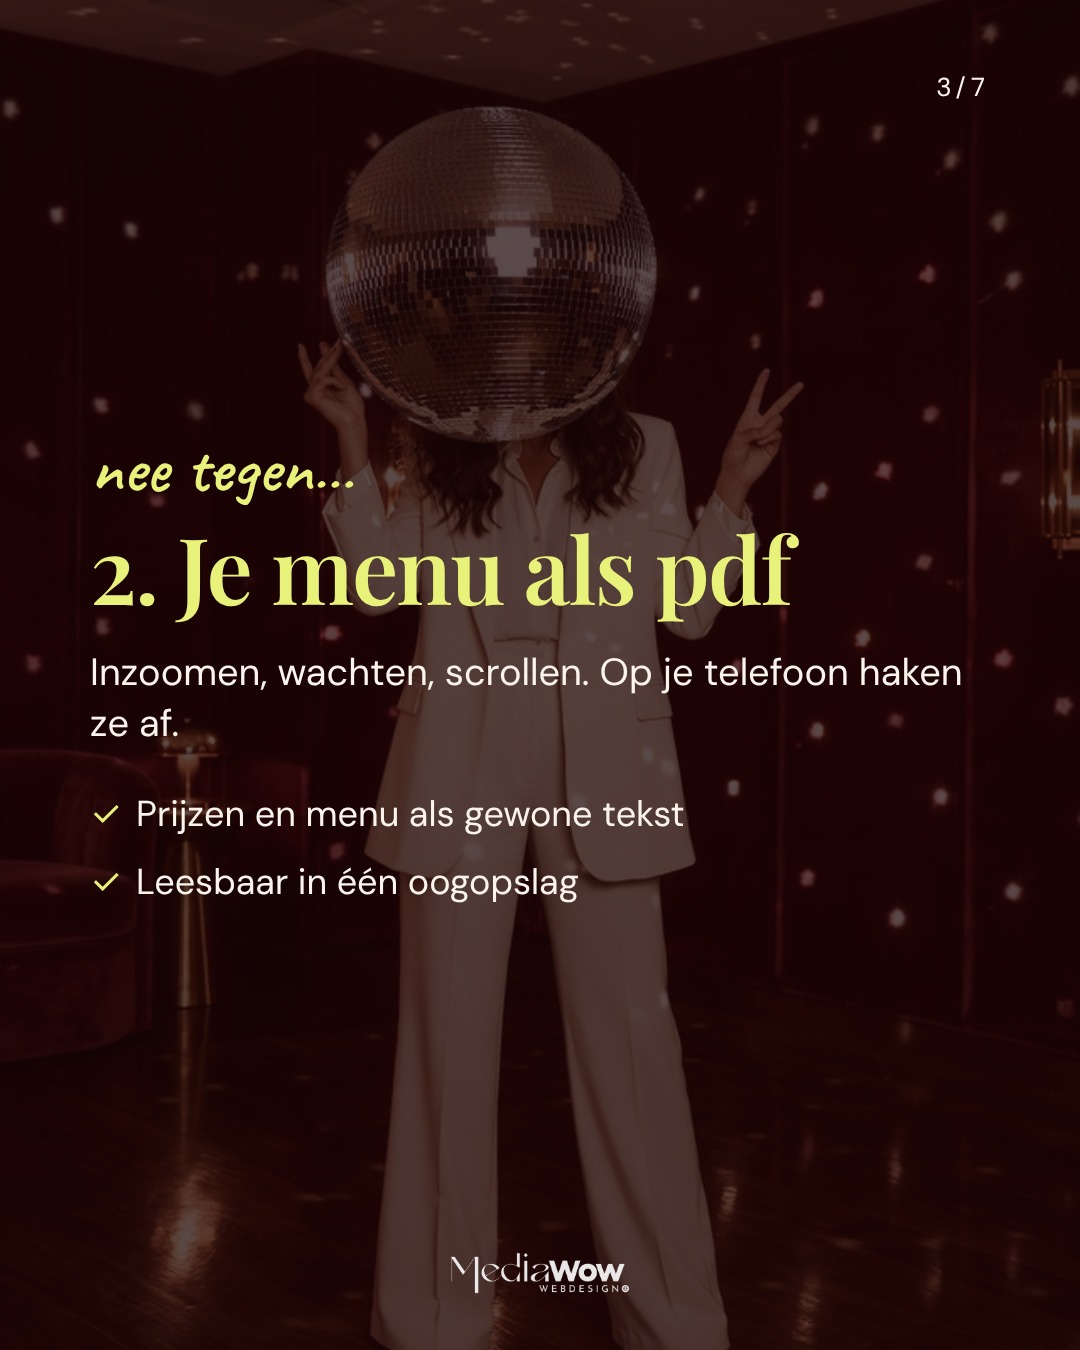 3 / 7
nee tegen...
2. Je menu als pdf
Inzoomen, wachten, scrollen. Op je telefoon haken
ze af.
✓ Prijzen en menu als gewone tekst
✓ Leesbaar in één oogopslag
MediaWow
WEBDESIGN